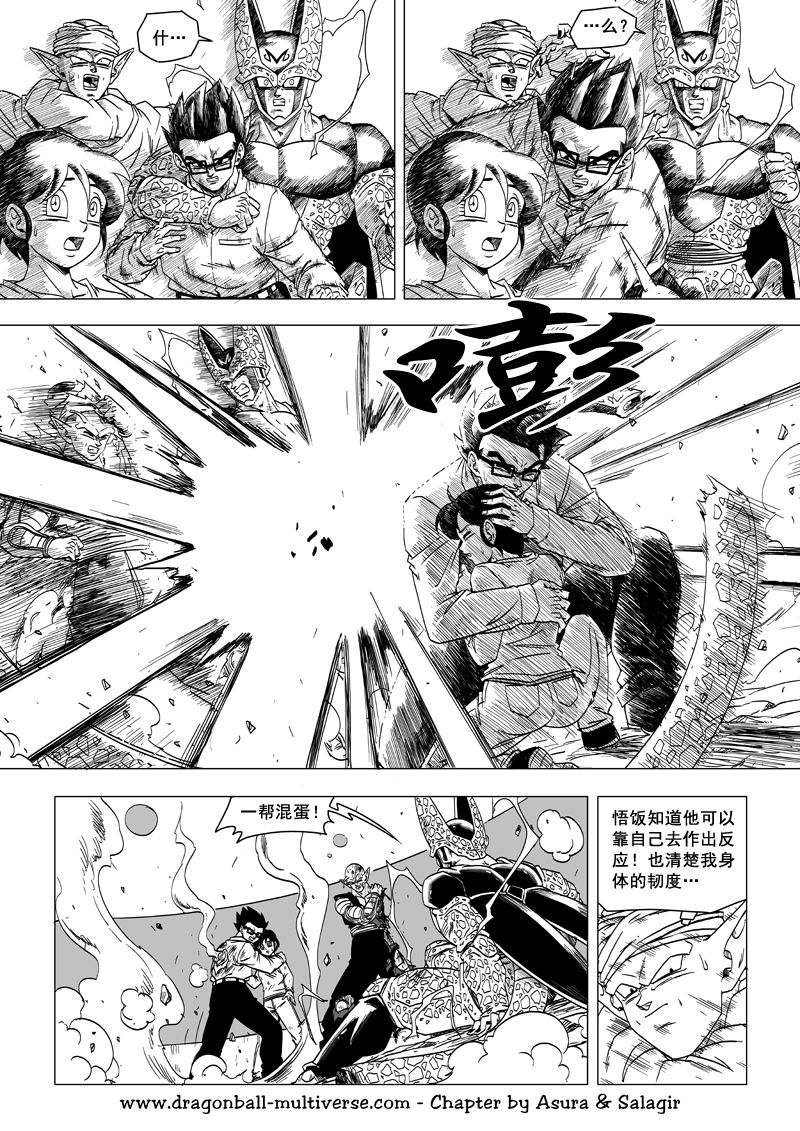 什…
…么?
嘭
一帮混蛋!
悟饭知道他可以
靠自己去作出反
应!也清楚我身
体的韧度…
www.dragonball-multiverse.com - Chapter by Asura & Salagir